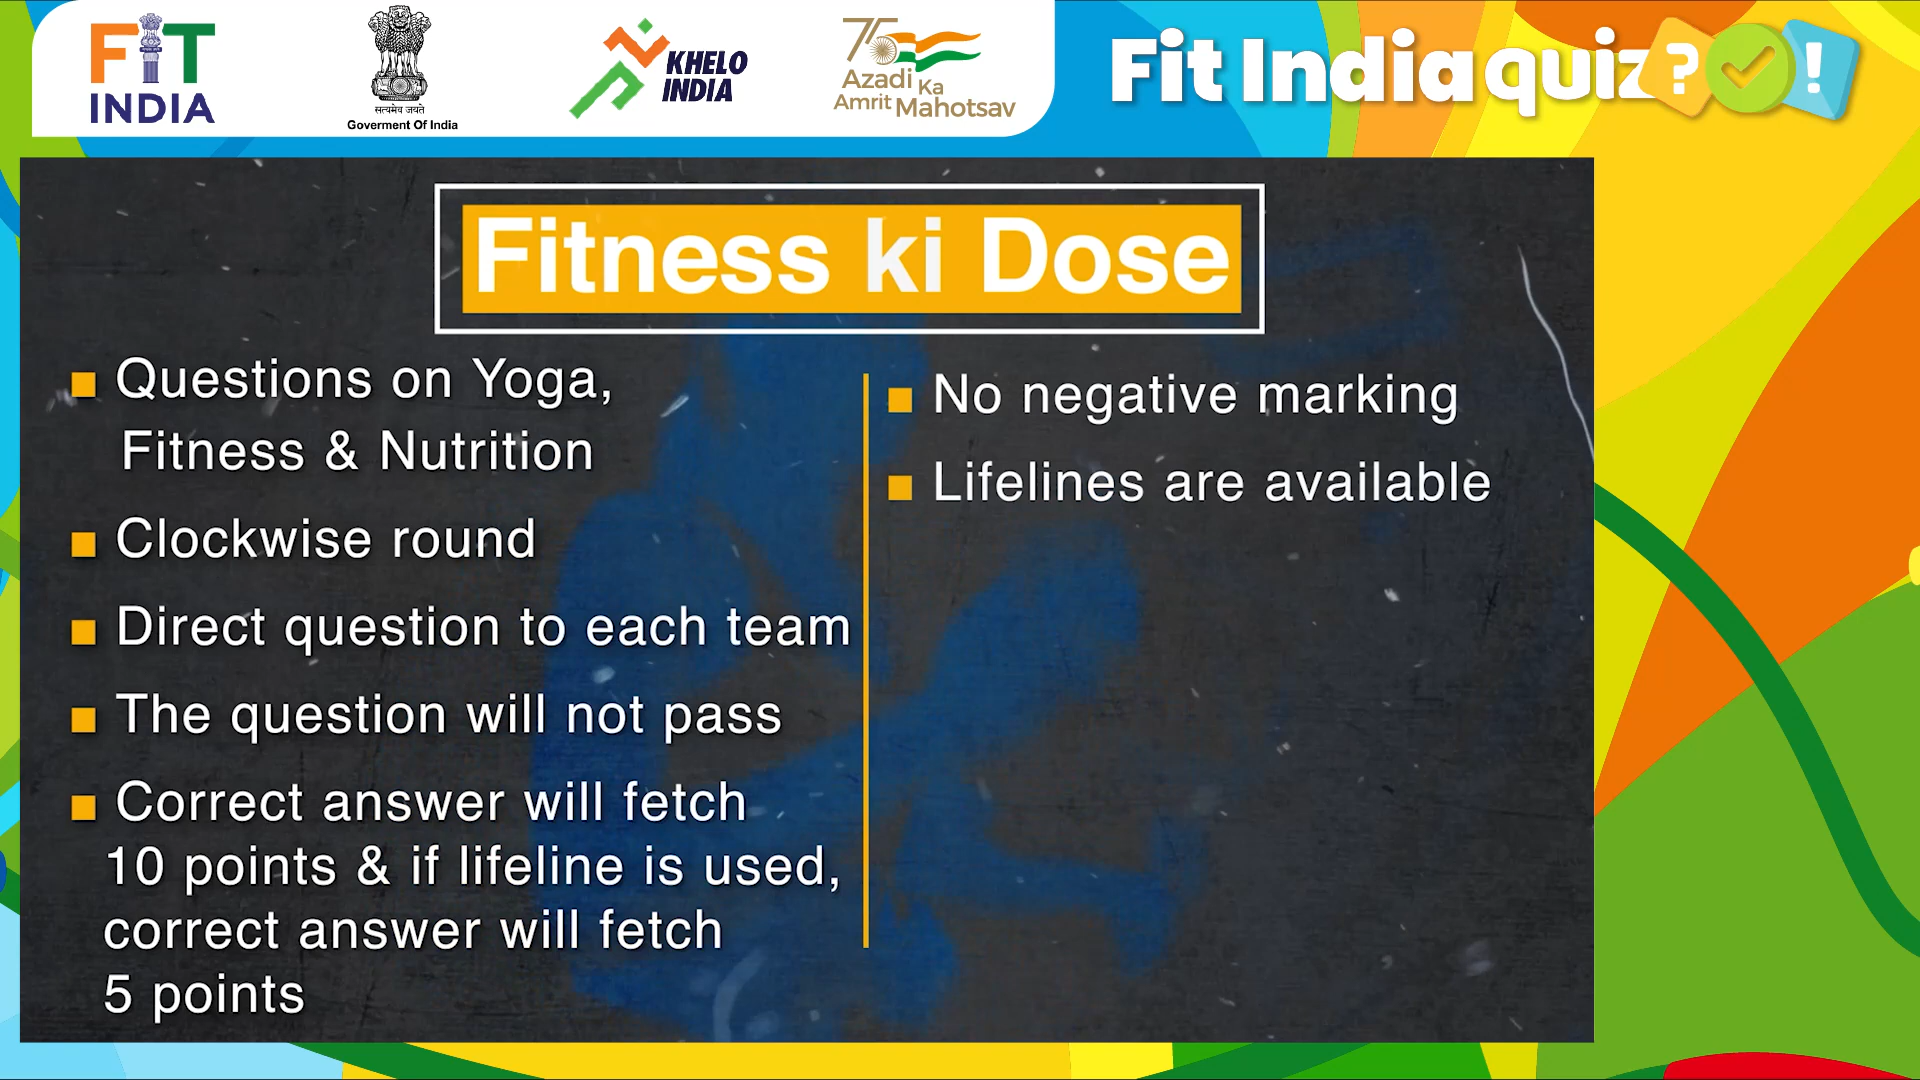 FIT
INDIA
सत्यमेव जयते
Goverment Of India
KHELO
INDIA
75
Azadi Ka
Amrit Mahotsav
Fit India quiz ? !
Fitness ki Dose
Questions on Yoga,
Fitness & Nutrition
Clockwise round
Direct question to each team
The question will not pass
Correct answer will fetch
10 points & if lifeline is used,
correct answer will fetch
5 points
No negative marking
Lifelines are available